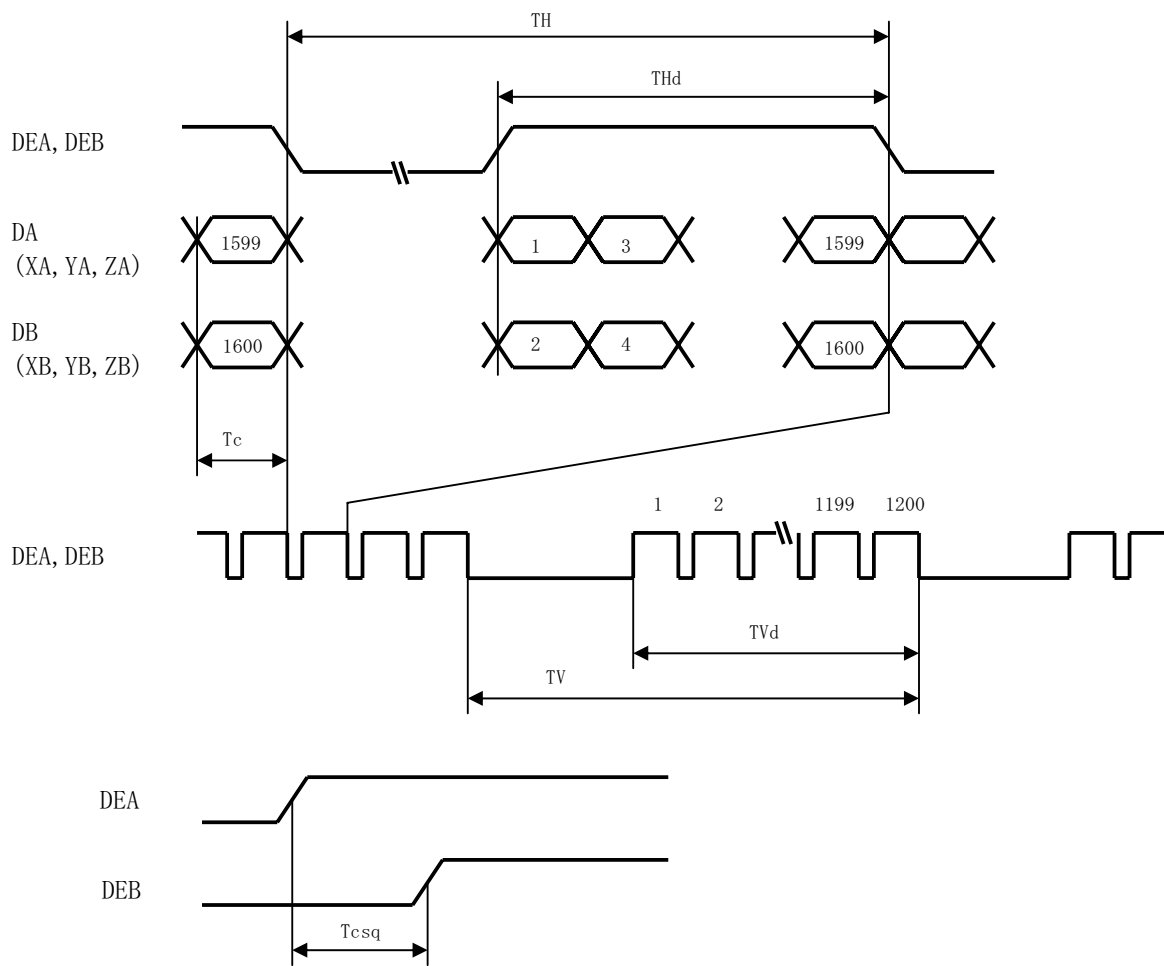 TH
THd
DEA, DEB
DA
(XA, YA, ZA)
1599
1
3
1599
DB
(XB, YB, ZB)
1600
2
4
1600
Tc
1
2
1199
1200
DEA, DEB
TVd
TV
DEA
DEB
Tcsq